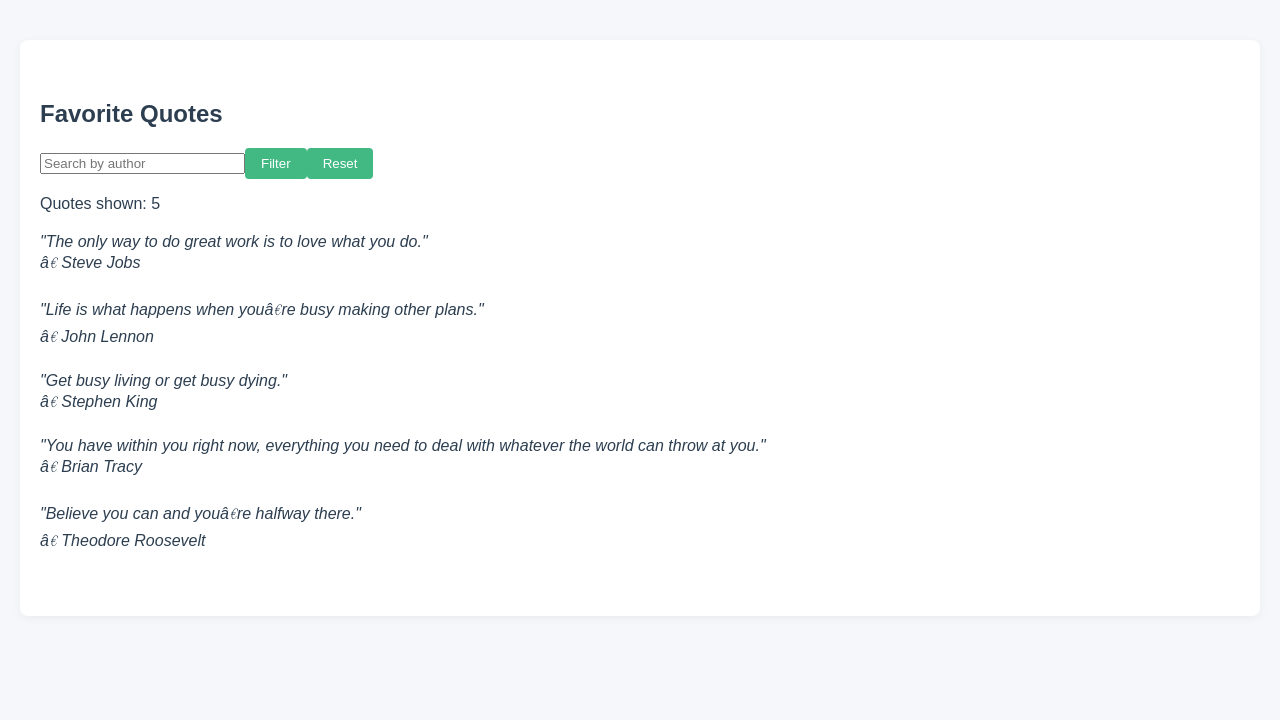 Favorite Quotes
Search by author Filter Reset
Quotes shown: 5
"The only way to do great work is to love what you do."
â€ Steve Jobs
"Life is what happens when youâ€re busy making other plans."
â€ John Lennon
"Get busy living or get busy dying."
â€ Stephen King
"You have within you right now, everything you need to deal with whatever the world can throw at you."
â€ Brian Tracy
"Believe you can and youâ€re halfway there."
â€ Theodore Roosevelt